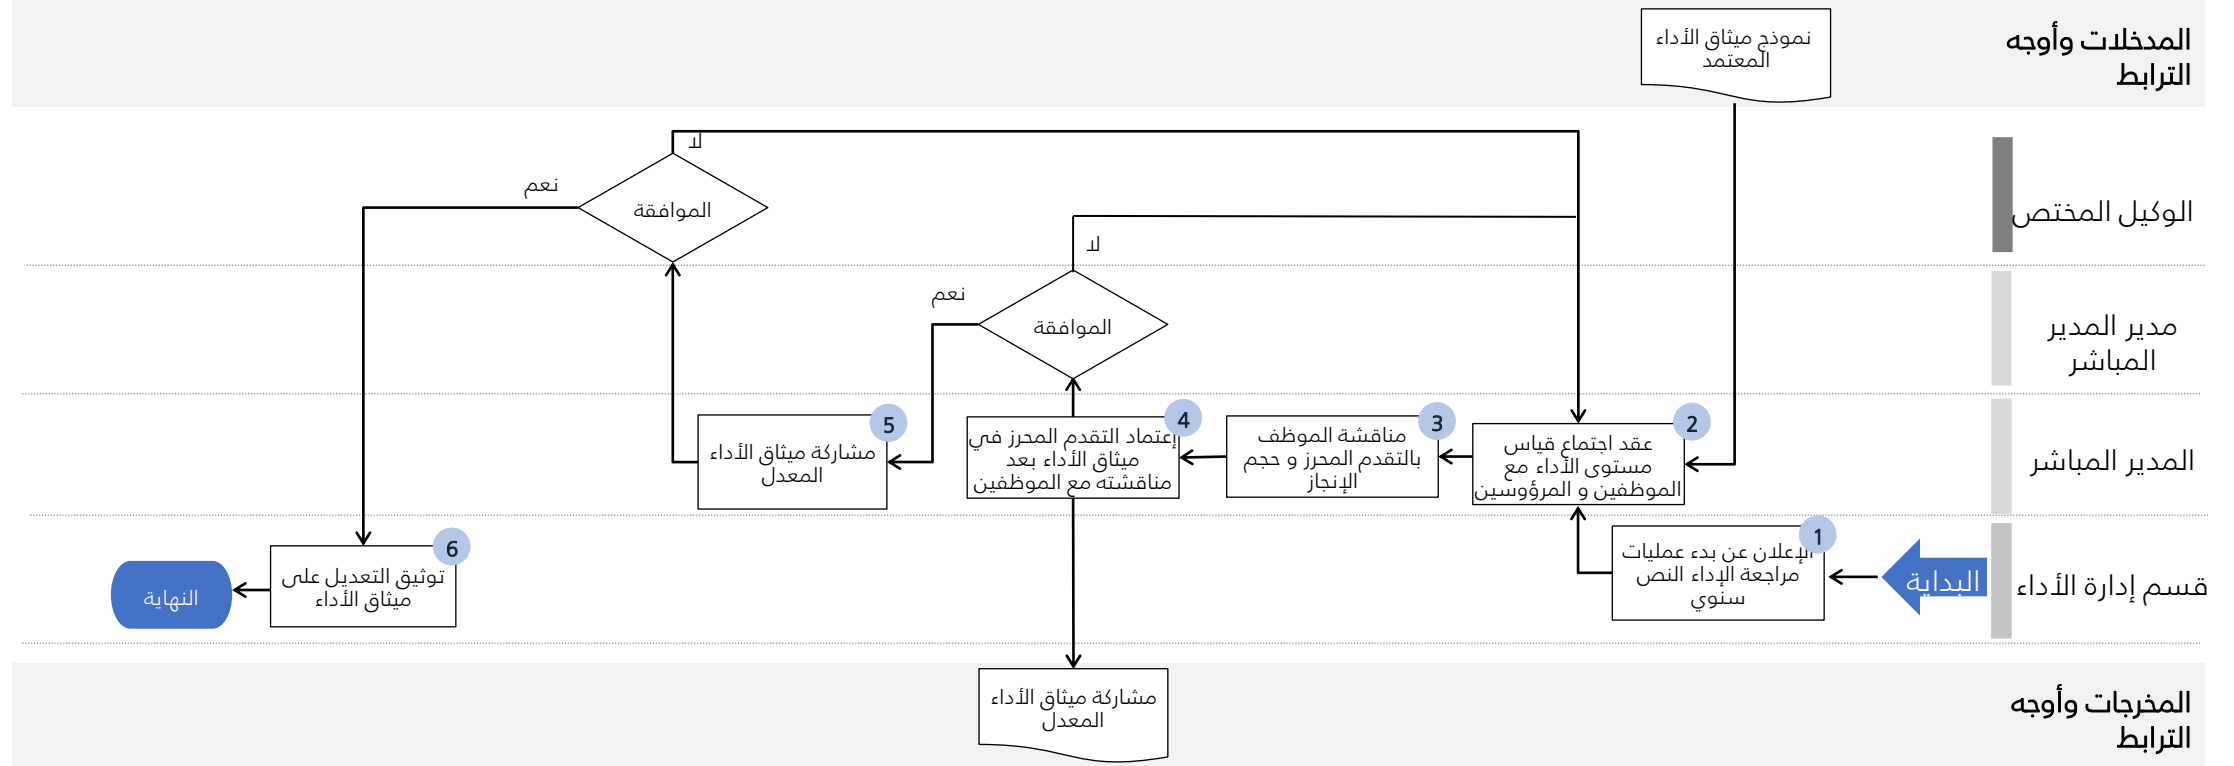 المدخلات وأوجه
الترابط
نموذج ميثاق الأداء
المعتمد
الوكيل المختص
لا
نعم
الموافقة
مدير المدير
المباشر
لا
نعم
الموافقة
المدير المباشر
2
عقد اجتماع قياس
مستوى الأداء مع
الموظفين و المرؤوسين
3
مناقشة الموظف
بالتقدم المحرز و حجم
الإنجاز
4
إعتماد التقدم المحرز في
ميثاق الأداء بعد
مناقشته مع الموظفين
5
مشاركة ميثاق الأداء
المعدل
قسم إدارة الأداء
البداية
1
الإعلان عن بدء عمليات
مراجعة الإداء النص
سنوي
6
توثيق التعديل على
ميثاق الأداء
النهاية
المخرجات وأوجه
الترابط
مشاركة ميثاق الأداء
المعدل